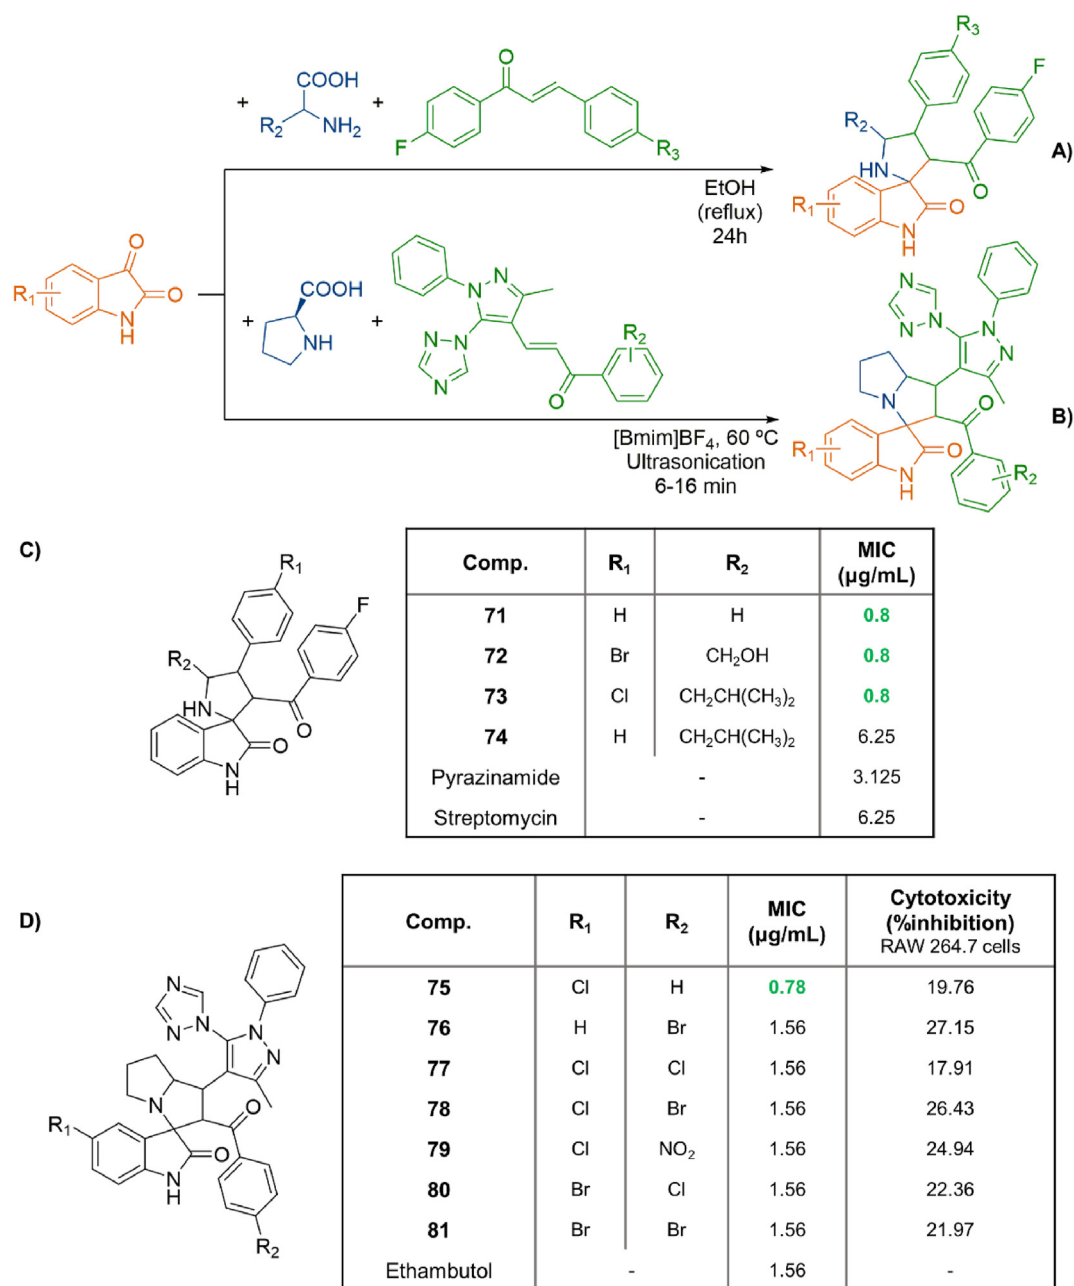 + R₂ COOH NH₂ + O F R₃
EtOH
(reflux)
24h
R₃ F R₂ HN O R₁ O N H
A)
R₁ O O N H
+ COOH NH + N N N N N O R₂
[Bmim]BF₄, 60 ºC
Ultrasonication
6-16 min
N N N N N N O R₁ O N H R₂
B)
C)
R₁ F R₂ HN O O N H
Comp. R₁ R₂ MIC
(µg/mL)
71 H H 0.8
72 Br CH₂OH 0.8
73 Cl CH₂CH(CH₃)₂ 0.8
74 H CH₂CH(CH₃)₂ 6.25
Pyrazinamide - 3.125
Streptomycin - 6.25
D)
N N N N N N O R₁ O N H R₂
Comp. R₁ R₂ MIC
(µg/mL)
Cytotoxicity
(%inhibition)
RAW 264.7 cells
75 Cl H 0.78 19.76
76 H Br 1.56 27.15
77 Cl Cl 1.56 17.91
78 Cl Br 1.56 26.43
79 Cl NO₂ 1.56 24.94
80 Br Cl 1.56 22.36
81 Br Br 1.56 21.97
Ethambutol - 1.56 -